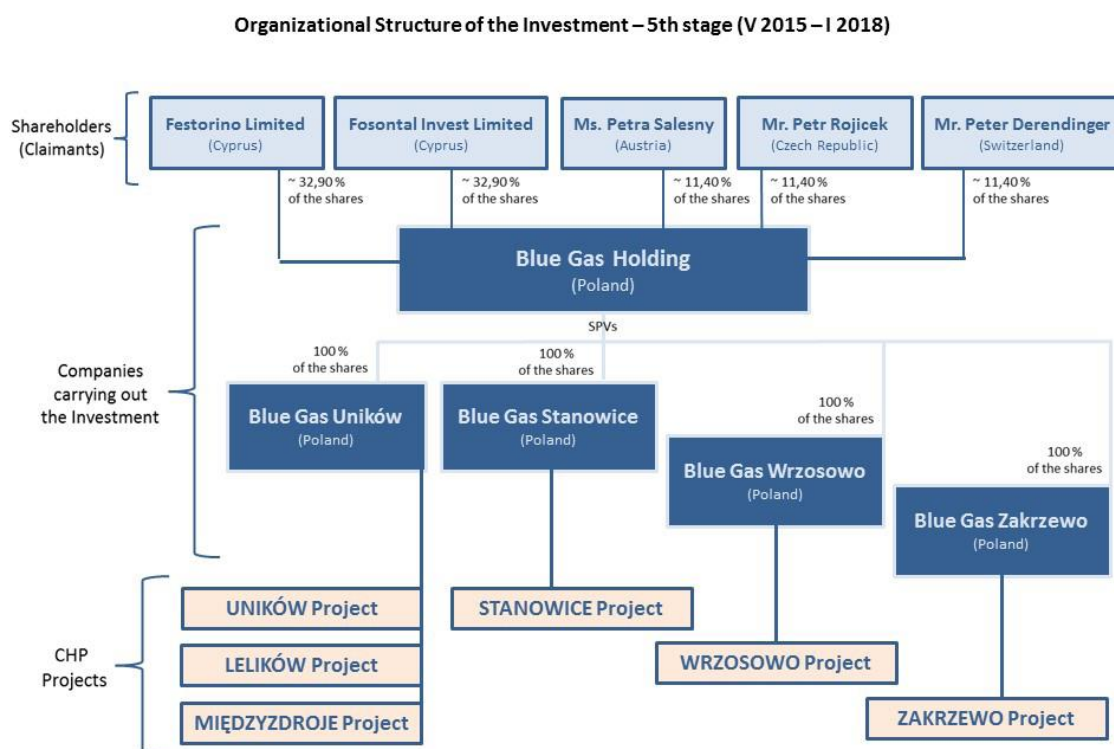 Organizational Structure of the Investment – 5th stage (V 2015 – I 2018)
Shareholders
(Claimants)
Festorino Limited
(Cyprus)
Fosontal Invest Limited
(Cyprus)
Ms. Petra Salesny
(Austria)
Mr. Petr Rojicek
(Czech Republic)
Mr. Peter Derendinger
(Switzerland)
~ 32,90 %
of the shares
~ 32,90 %
of the shares
~ 11,40 %
of the shares
~ 11,40 %
of the shares
~ 11,40 %
of the shares
Blue Gas Holding
(Poland)
SPVs
Companies
carrying out
the Investment
100 %
of the shares
100 %
of the shares
100 %
of the shares
100 %
of the shares
Blue Gas Uników
(Poland)
Blue Gas Stanowice
(Poland)
Blue Gas Wrzosowo
(Poland)
Blue Gas Zakrzewo
(Poland)
CHP
Projects
UNIKÓW Project
STANOWICE Project
LELIKÓW Project
WRZOSOWO Project
MIĘDZYZDROJE Project
ZAKRZEWO Project